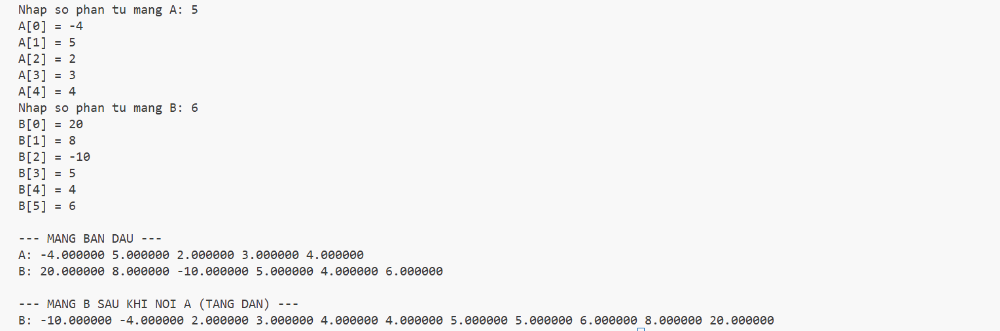 Nhap so phan tu mang A: 5
A[0] = -4
A[1] = 5
A[2] = 2
A[3] = 3
A[4] = 4
Nhap so phan tu mang B: 6
B[0] = 20
B[1] = 8
B[2] = -10
B[3] = 5
B[4] = 4
B[5] = 6
--- MANG BAN DAU ---
A: -4.000000 5.000000 2.000000 3.000000 4.000000
B: 20.000000 8.000000 -10.000000 5.000000 4.000000 6.000000
--- MANG B SAU KHI NOI A (TANG DAN) ---
B: -10.000000 -4.000000 2.000000 3.000000 4.000000 4.000000 5.000000 5.000000 6.000000 8.000000 20.000000